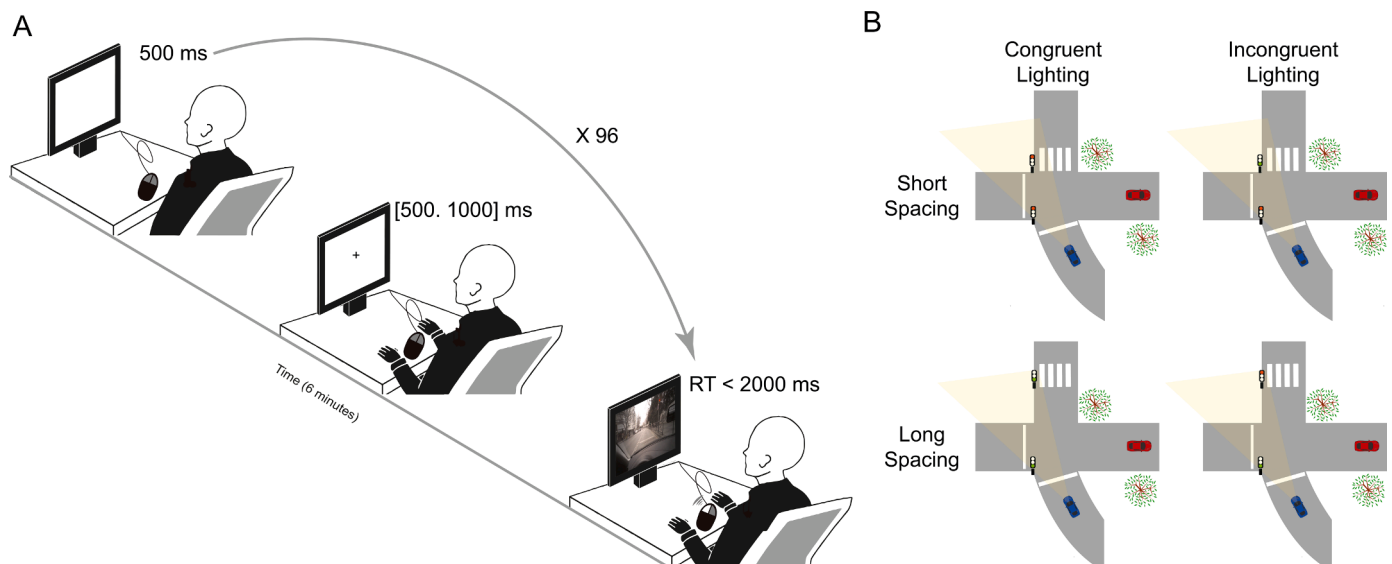 A
500 ms
X 96
[500. 1000] ms
RT < 2000 ms
Time (6 minutes)
B
Congruent
Lighting
Incongruent
Lighting
Short
Spacing
Long
Spacing